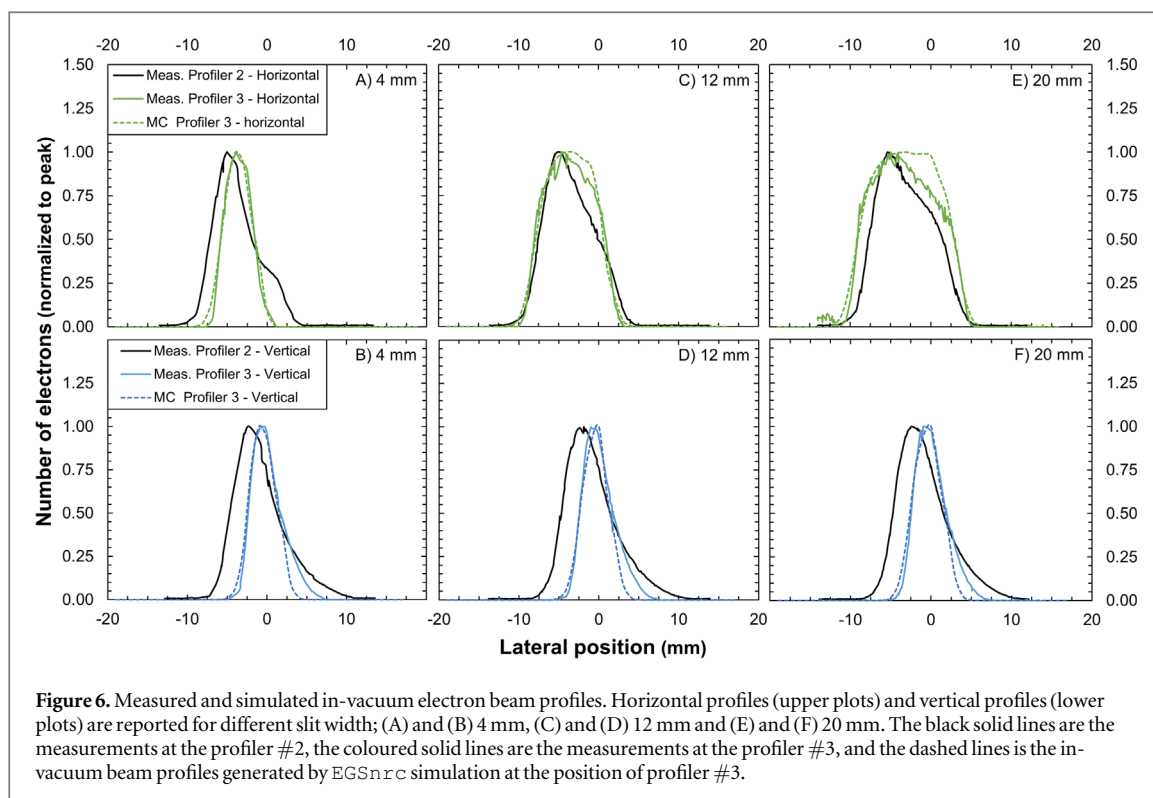 -20 -10 0 10 -20 -10 0 10 20 -10 0 10 20
1.50 1.50
Meas. Profiler 2 - Horizontal A) 4 mm C) 12 mm E) 20 mm
Meas. Profiler 3 - Horizontal
MC Profiler 3 - horizontal
1.25 1.25
1.00 1.00
0.75 0.75
0.50 0.50
0.25 0.25
0.00 0.00
Meas. Profiler 2 - Vertical B) 4 mm D) 12 mm F) 20 mm
Meas. Profiler 3 - Vertical
MC Profiler 3 - Vertical
1.25 1.25
1.00 1.00
0.75 0.75
0.50 0.50
0.25 0.25
0.00 0.00
-20 -10 0 10 -10 0 10 20 -10 0 10 20
Number of electrons (normalized to peak)
Lateral position (mm)
Figure 6. Measured and simulated in-vacuum electron beam profiles. Horizontal profiles (upper plots) and vertical profiles (lower
plots) are reported for different slit width; (A) and (B) 4 mm, (C) and (D) 12 mm and (E) and (F) 20 mm. The black solid lines are the
measurements at the profiler #2, the coloured solid lines are the measurements at the profiler #3, and the dashed lines is the in-
vacuum beam profiles generated by EGSnrc simulation at the position of profiler #3.